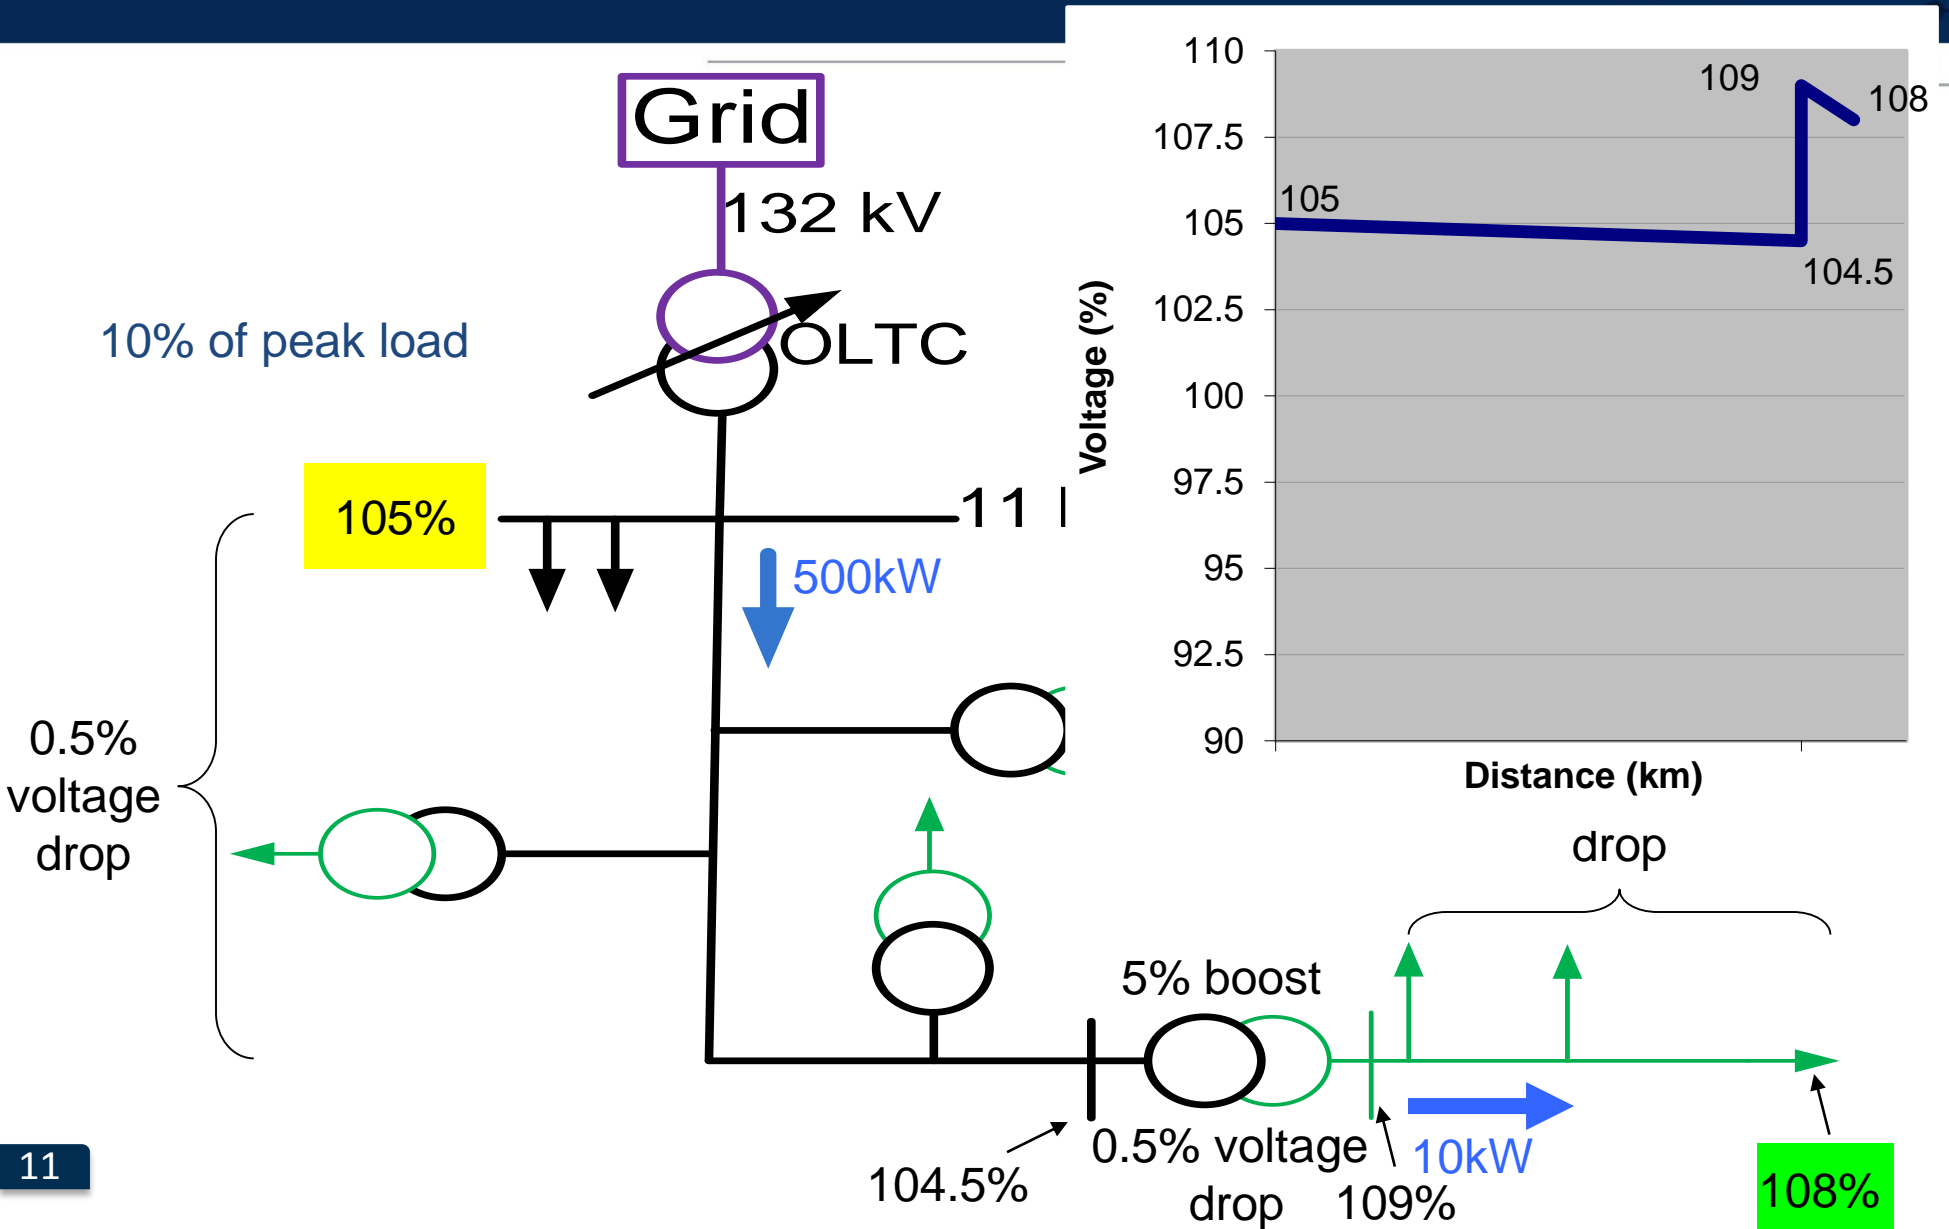 Grid
132 kV
OLTC
10% of peak load
105%
11
500kW
0.5%
voltage
drop
110
107.5
105
102.5
100
97.5
95
92.5
90
Voltage (%)
Distance (km)
105
104.5
109
108
drop
5% boost
0.5% voltage
drop
104.5%
109%
10kW
108%
11